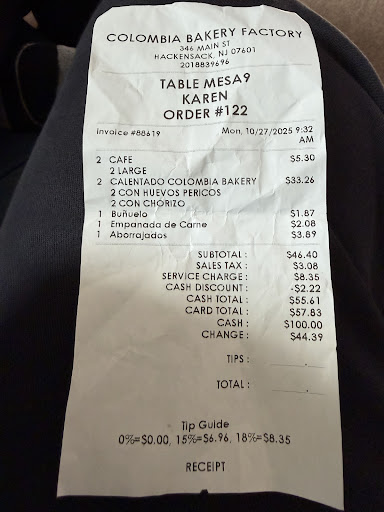 COLOMBIA BAKERY FACTORY
346 MAIN ST
HACKENSACK, NJ 07601
2018839696
TABLE MESA9
KAREN
ORDER #122
Invoice #88619 Mon, 10/27/2025 9:32 AM
2 CAFE $5.30
2 LARGE
2 CALENTADO COLOMBIA BAKERY $33.26
2 CON HUEVOS PERICOS
2 CON CHORIZO
1 Buñuelo $1.87
1 Empanada de Carne $2.08
1 Aborrajados $3.89
SUBTOTAL : $46.40
SALES TAX : $3.08
SERVICE CHARGE : $8.35
CASH DISCOUNT : -$2.22
CASH TOTAL : $55.61
CARD TOTAL : $57.83
CASH : $100.00
CHANGE : $44.39
TIPS :
TOTAL :
Tip Guide
0%=$0.00, 15%=$6.96, 18%=$8.35
RECEIPT